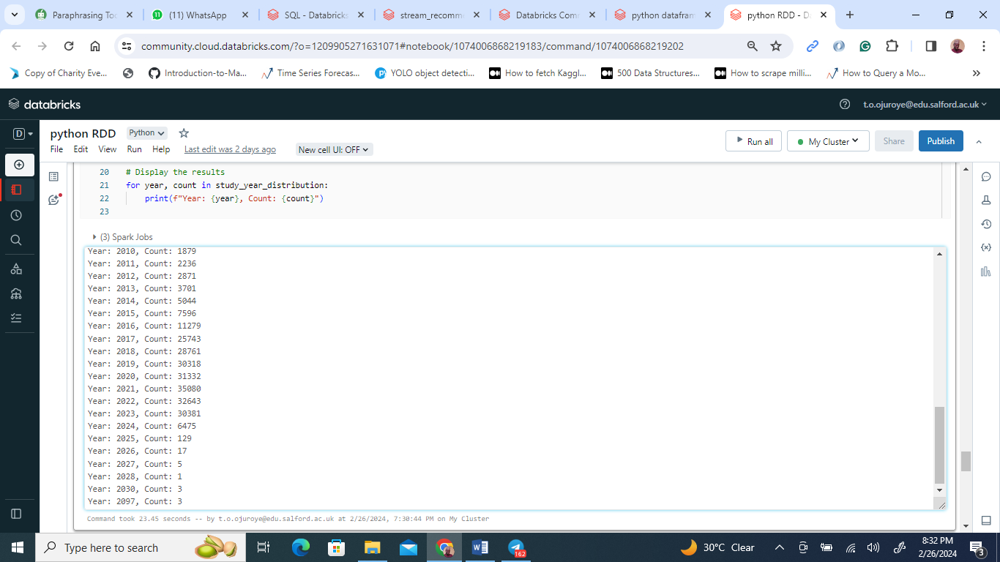 Paraphrasing Too
(11) WhatsApp
SQL - Databricks
stream_recomme
Databricks Com
python datafram
python RDD - Da
community.cloud.databricks.com/?o=1209905271631071#notebook/1074006868219183/command/1074006868219202
Copy of Charity Eve...
Introduction-to-Ma...
Time Series Forecas...
YOLO object detecti...
How to fetch Kaggl...
500 Data Structures...
How to scrape milli...
How to Query a Mo...
databricks
t.o.ojuroye@edu.salford.ac.uk
D
python RDD
Python
File Edit View Run Help Last edit was 2 days ago New cell UI: OFF
Run all
My Cluster
Share
Publish
20 # Display the results
21 for year, count in study_year_distribution:
22 print(f"Year: {year}, Count: {count}")
23
(3) Spark Jobs
Year: 2010, Count: 1879
Year: 2011, Count: 2236
Year: 2012, Count: 2871
Year: 2013, Count: 3701
Year: 2014, Count: 5044
Year: 2015, Count: 7596
Year: 2016, Count: 11279
Year: 2017, Count: 25743
Year: 2018, Count: 28761
Year: 2019, Count: 30318
Year: 2020, Count: 31332
Year: 2021, Count: 35080
Year: 2022, Count: 32643
Year: 2023, Count: 30381
Year: 2024, Count: 6475
Year: 2025, Count: 129
Year: 2026, Count: 17
Year: 2027, Count: 5
Year: 2028, Count: 1
Year: 2030, Count: 3
Year: 2097, Count: 3
Command took 23.45 seconds -- by t.o.ojuroye@edu.salford.ac.uk at 2/26/2024, 7:30:44 PM on My Cluster
Type here to search
162
30°C Clear
8:32 PM
2/26/2024
3